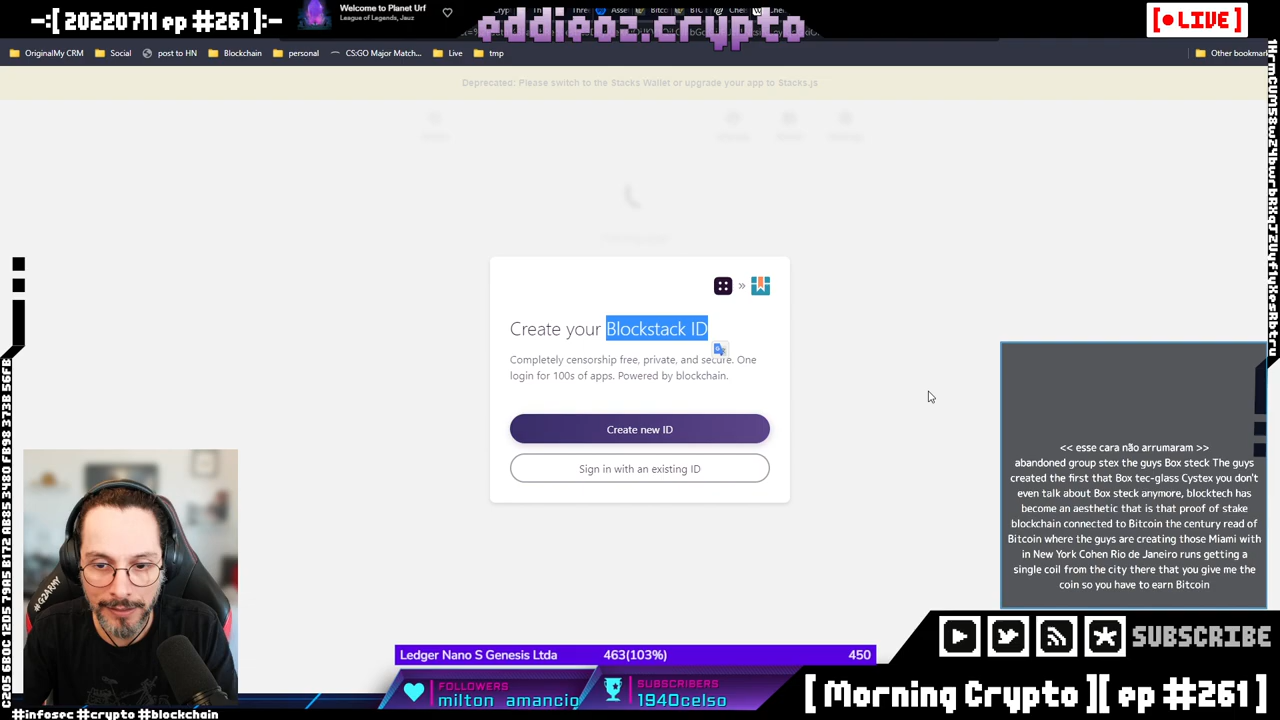 -:[ 20220711 ep #261 ]:-
Welcome to Planet Urf
League of Legends, Jauz
eddieoz.crypto
[• LIVE]
OriginalMy CRM
Social
post to HN
Blockchain
personal
CS:GO Major Match...
Live
tmp
Other bookmar
Deprecated: Please switch to the Stacks Wallet or upgrade your app to Stacks.js
Create your Blockstack ID
Completely censorship free, private, and secure. One
login for 100s of apps. Powered by blockchain.
Create new ID
Sign in with an existing ID
<< esse cara não arrumaram >>
abandoned group stex the guys Box steck The guys
created the first that Box tec-glass Cystex you don't
even talk about Box steck anymore, blocktech has
become an aesthetic that is that proof of stake
blockchain connected to Bitcoin the century read of
Bitcoin where the guys are creating those Miami with
in New York Cohen Rio de Janeiro runs getting a
single coil from the city there that you give me the
coin so you have to earn Bitcoin
#G2ARMY
Ledger Nano S Genesis Ltda
463(103%)
450
FOLLOWERS
milton amancio
SUBSCRIBERS
1940celso
SUBSCRIBE
[ Morning Crypto ][ ep #261 ]
#infosec #crypto #blockchain